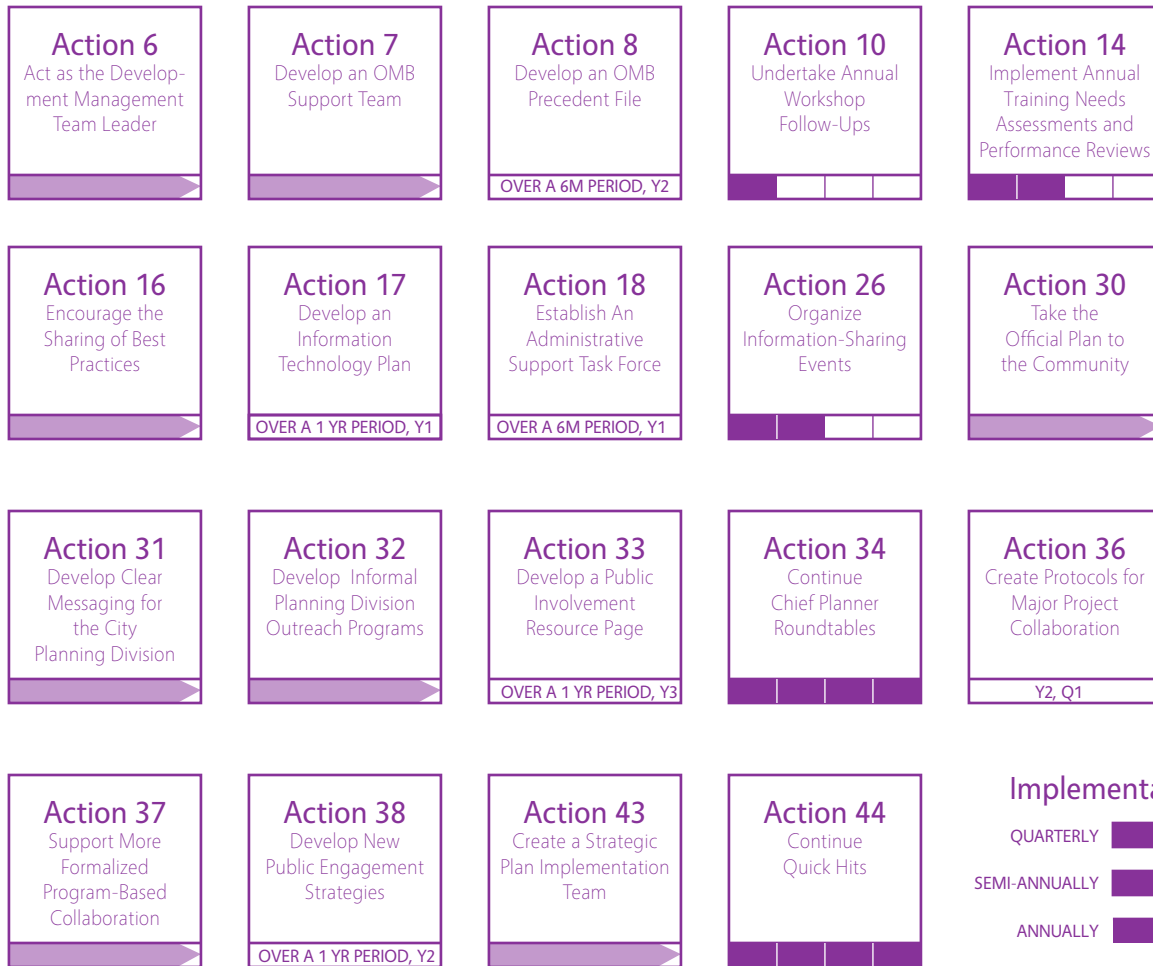 Action 6
Act as the Develop-
ment Management
Team Leader
Action 7
Develop an OMB
Support Team
Action 8
Develop an OMB
Precedent File
OVER A 6M PERIOD, Y2
Action 10
Undertake Annual
Workshop
Follow-Ups
Action 14
Implement Annual
Training Needs
Assessments and
Performance Reviews
Action 16
Encourage the
Sharing of Best
Practices
Action 17
Develop an
Information
Technology Plan
OVER A 1 YR PERIOD, Y1
Action 18
Establish An
Administrative
Support Task Force
OVER A 6M PERIOD, Y1
Action 26
Organize
Information-Sharing
Events
Action 30
Take the
Official Plan to
the Community
Action 31
Develop Clear
Messaging for
the City
Planning Division
Action 32
Develop Informal
Planning Division
Outreach Programs
Action 33
Develop a Public
Involvement
Resource Page
OVER A 1 YR PERIOD, Y3
Action 34
Continue
Chief Planner
Roundtables
Action 36
Create Protocols for
Major Project
Collaboration
Y2, Q1
Action 37
Support More
Formalized
Program-Based
Collaboration
Action 38
Develop New
Public Engagement
Strategies
OVER A 1 YR PERIOD, Y2
Action 43
Create a Strategic
Plan Implementation
Team
Action 44
Continue
Quick Hits
QUARTERLY
SEMI-ANNUALLY
ANNUALLY